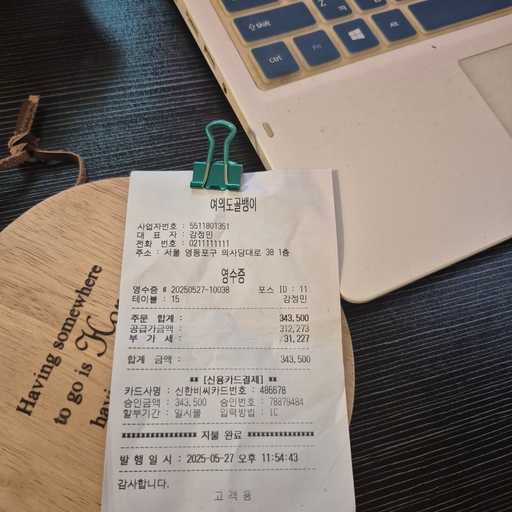 Shift
Ctrl
Fn
Alt
여의도골뱅이
사업자번호 : 5511801351
대 표 자 : 강정민
전화 번호 : 0211111111
주소 : 서울 영등포구 의사당대로 38 1층
영수증
영수증 # 20250527-10038 포스 ID : 11
테이블 : 15 강정민
주문 합계 : 343,500
공급가금액 : 312,273
부 가 세 : 31,227
합계 금액 : 343,500
** [신용카드결제] **
카드사명 : 신한비씨카드번호 : 486678
승인금액 : 343,500 승인번호 : 78879484
할부기간 : 일시불 입력방법 : IC
지불 완료
발 행 일 시 : 2025-05-27 오후 11:54:43
감사합니다.
고 객 용
Having somewhere
to go is